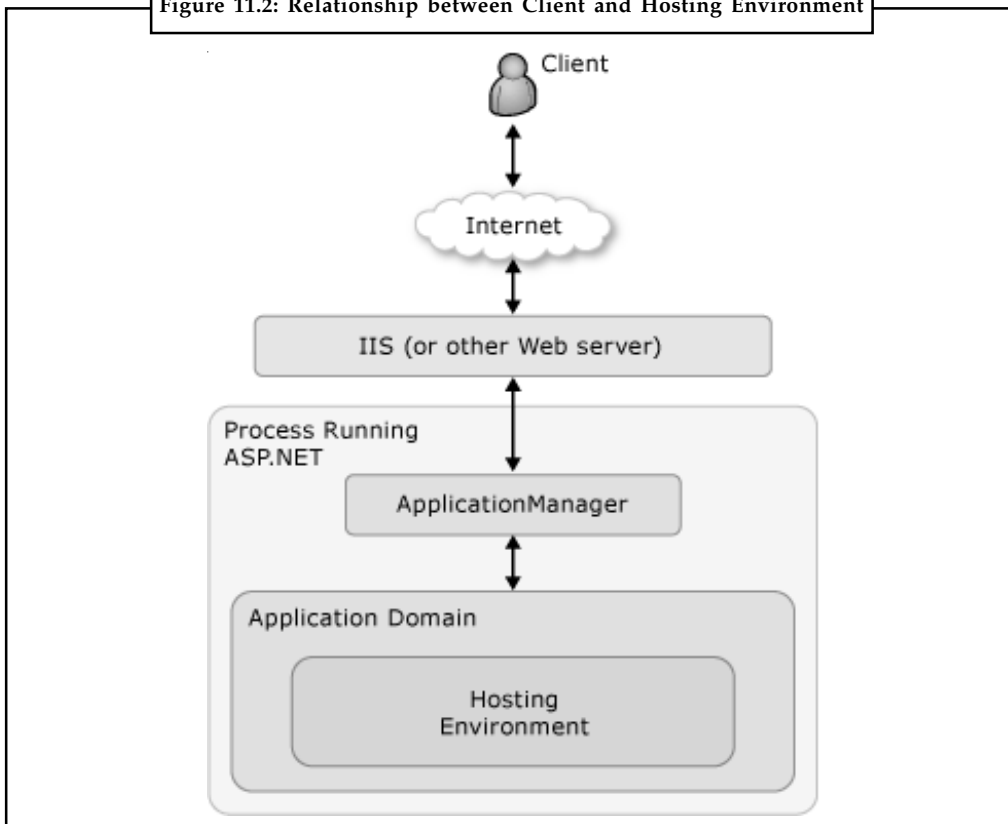 Figure 11.2: Relationship between Client and Hosting Environment
Client
Internet
IIS (or other Web server)
Process Running
ASP.NET
ApplicationManager
Application Domain
Hosting
Environment